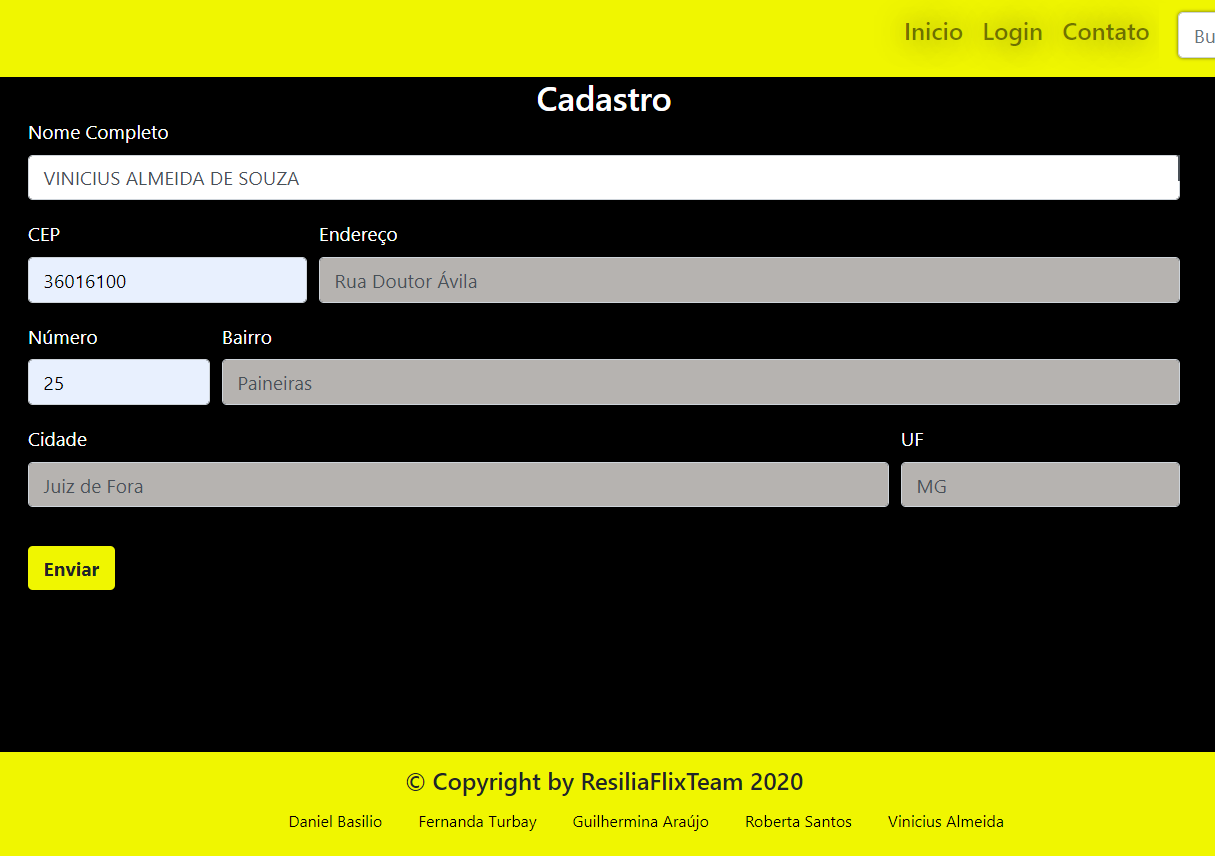 Inicio Login Contato Bu
Cadastro
Nome Completo
VINICIUS ALMEIDA DE SOUZA
CEP Endereço
36016100 Rua Doutor Ávila
Número Bairro
25 Paineiras
Cidade UF
Juiz de Fora MG
Enviar
© Copyright by ResiliaFlixTeam 2020
Daniel Basilio Fernanda Turbay Guilhermina Araújo Roberta Santos Vinicius Almeida